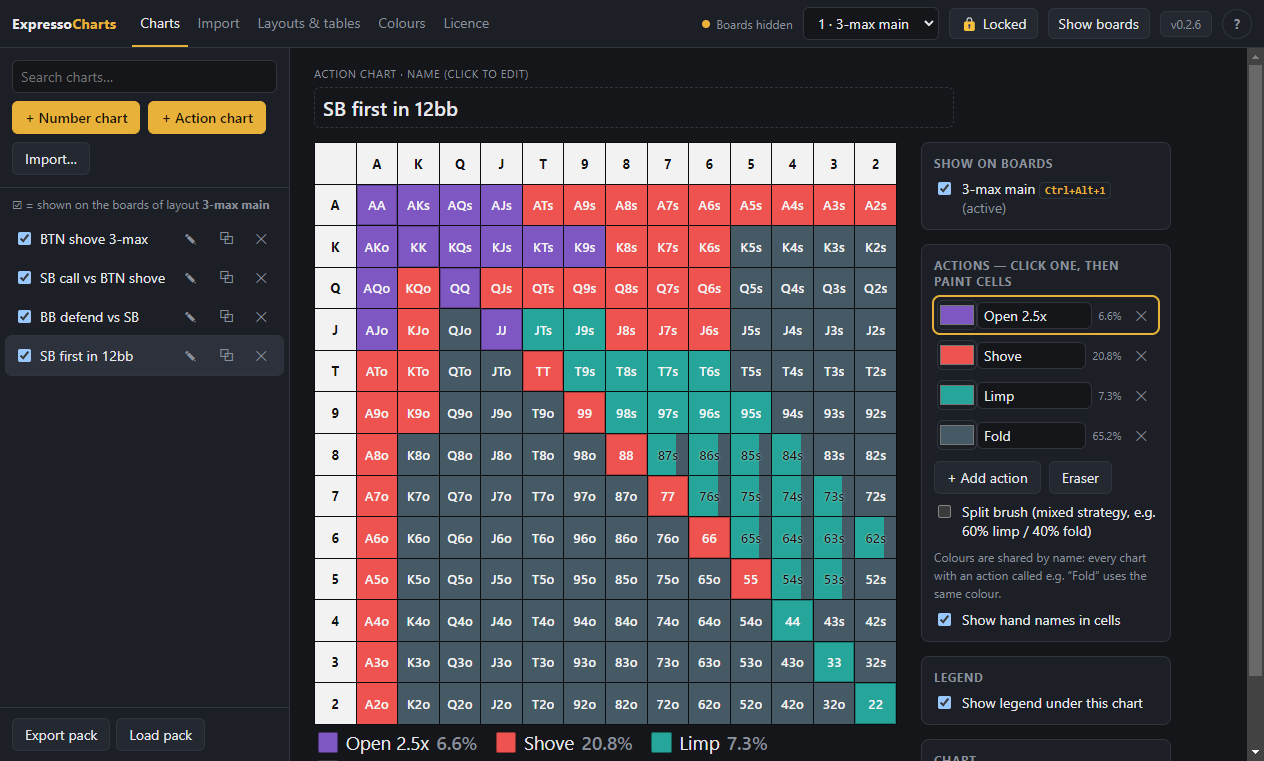 ExpressoCharts Charts Import Layouts & tables Colours Licence Boards hidden 1 · 3-max main Locked Show boards v0.2.6 ?
Search charts...
+ Number chart + Action chart
Import...
☑ = shown on the boards of layout 3-max main
BTN shove 3-max
SB call vs BTN shove
BB defend vs SB
SB first in 12bb
Export pack Load pack
ACTION CHART · NAME (CLICK TO EDIT)
SB first in 12bb
A K Q J T 9 8 7 6 5 4 3 2
A AA AKs AQs AJs ATs A9s A8s A7s A6s A5s A4s A3s A2s
K AKo KK KQs KJs KTs K9s K8s K7s K6s K5s K4s K3s K2s
Q AQo KQo QQ QJs QTs Q9s Q8s Q7s Q6s Q5s Q4s Q3s Q2s
J AJo KJo QJo JJ JTs J9s J8s J7s J6s J5s J4s J3s J2s
T ATo KTo QTo JTo TT T9s T8s T7s T6s T5s T4s T3s T2s
9 A9o K9o Q9o J9o T9o 99 98s 97s 96s 95s 94s 93s 92s
8 A8o K8o Q8o J8o T8o 98o 88 87s 86s 85s 84s 83s 82s
7 A7o K7o Q7o J7o T7o 97o 87o 77 76s 75s 74s 73s 72s
6 A6o K6o Q6o J6o T6o 96o 86o 76o 66 65s 64s 63s 62s
5 A5o K5o Q5o J5o T5o 95o 85o 75o 65o 55 54s 53s 52s
4 A4o K4o Q4o J4o T4o 94o 84o 74o 64o 54o 44 43s 42s
3 A3o K3o Q3o J3o T3o 93o 83o 73o 63o 53o 43o 33 32s
2 A2o K2o Q2o J2o T2o 92o 82o 72o 62o 52o 42o 32o 22
Open 2.5x 6.6% Shove 20.8% Limp 7.3%
SHOW ON BOARDS
3-max main Ctrl+Alt+1
(active)
ACTIONS — CLICK ONE, THEN
PAINT CELLS
Open 2.5x 6.6%
Shove 20.8%
Limp 7.3%
Fold 65.2%
+ Add action Eraser
Split brush (mixed strategy, e.g.
60% limp / 40% fold)
Colours are shared by name: every chart
with an action called e.g. “Fold” uses the
same colour.
Show hand names in cells
LEGEND
Show legend under this chart
CHART